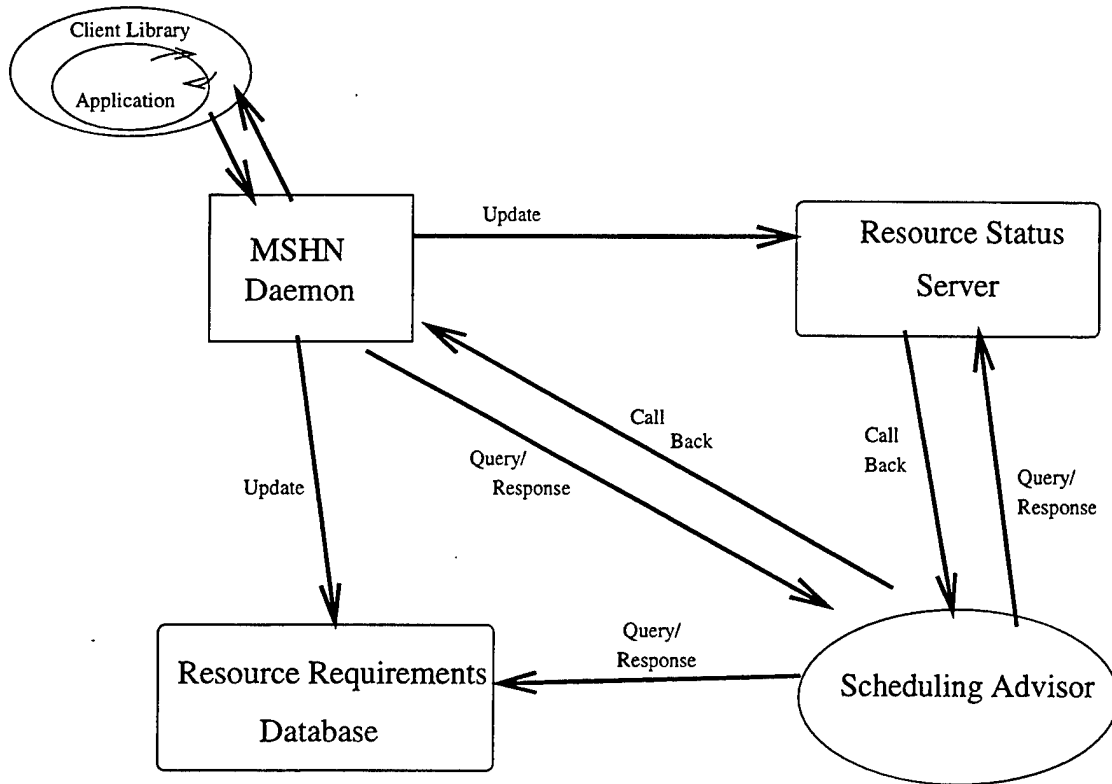 Client Library
Application
MSHN
Daemon
Update
Resource Status
Server
Call
Back
Query/
Response
Call
Back
Query/
Response
Update
Query/
Response
Resource Requirements
Database
Scheduling Advisor